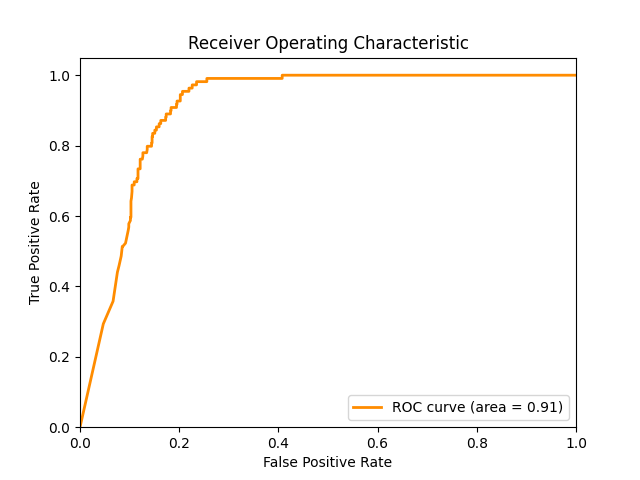 Receiver Operating Characteristic
True Positive Rate
1.0
0.8
0.6
0.4
0.2
0.0
ROC curve (area = 0.91)
0.0 0.2 0.4 0.6 0.8 1.0
False Positive Rate